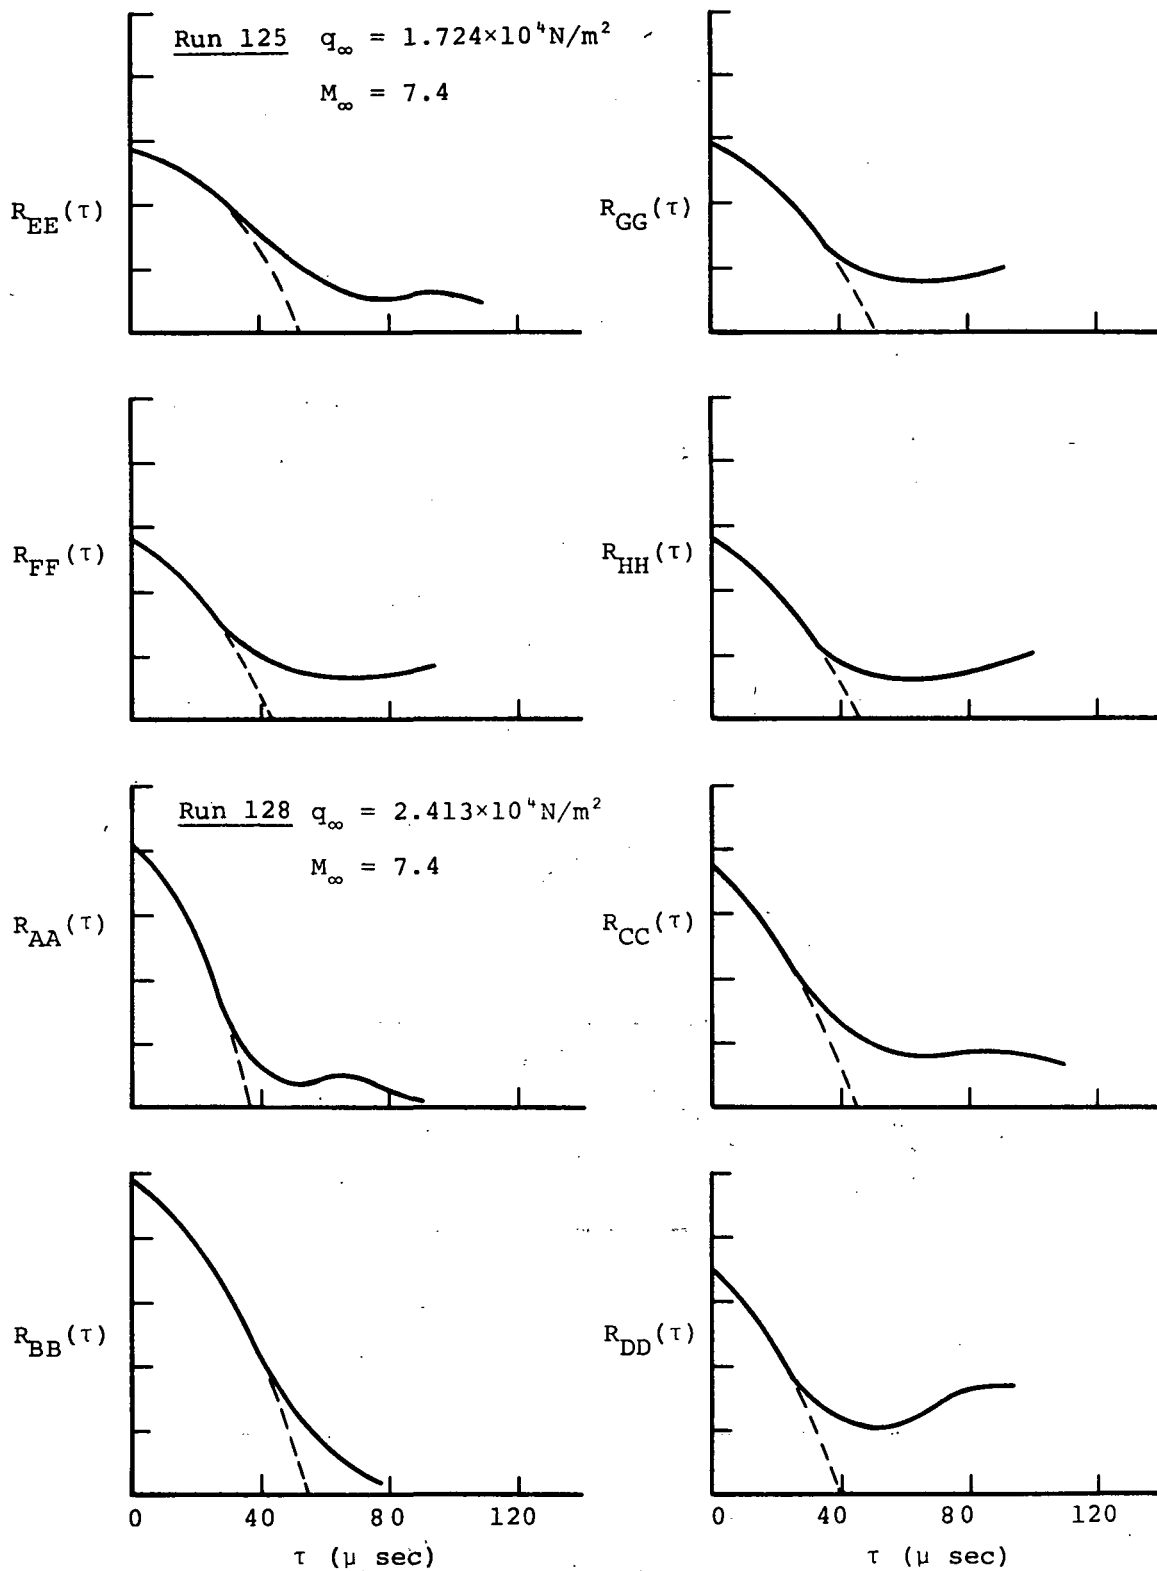 Run 125 q∞ = 1.724×10⁴N/m²
M∞ = 7.4
R_EE(τ)
R_GG(τ)
R_FF(τ)
R_HH(τ)
Run 128 q∞ = 2.413×10⁴N/m²
M∞ = 7.4
R_AA(τ)
R_CC(τ)
R_BB(τ)
R_DD(τ)
0 40 80 120
τ (μ sec)
0 40 80 120
τ (μ sec)